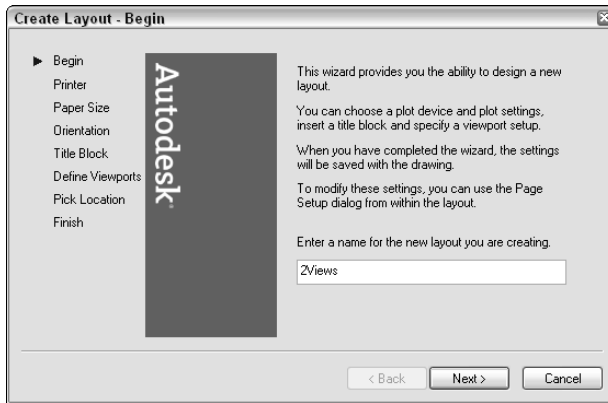 Create Layout - Begin
Begin
Printer
Paper Size
Orientation
Title Block
Define Viewports
Pick Location
Finish
Autodesk
This wizard provides you the ability to design a new
layout.
You can choose a plot device and plot settings,
insert a title block and specify a viewport setup.
When you have completed the wizard, the settings
will be saved with the drawing.
To modify these settings, you can use the Page
Setup dialog from within the layout.
Enter a name for the new layout you are creating.
2Views
< Back
Next >
Cancel